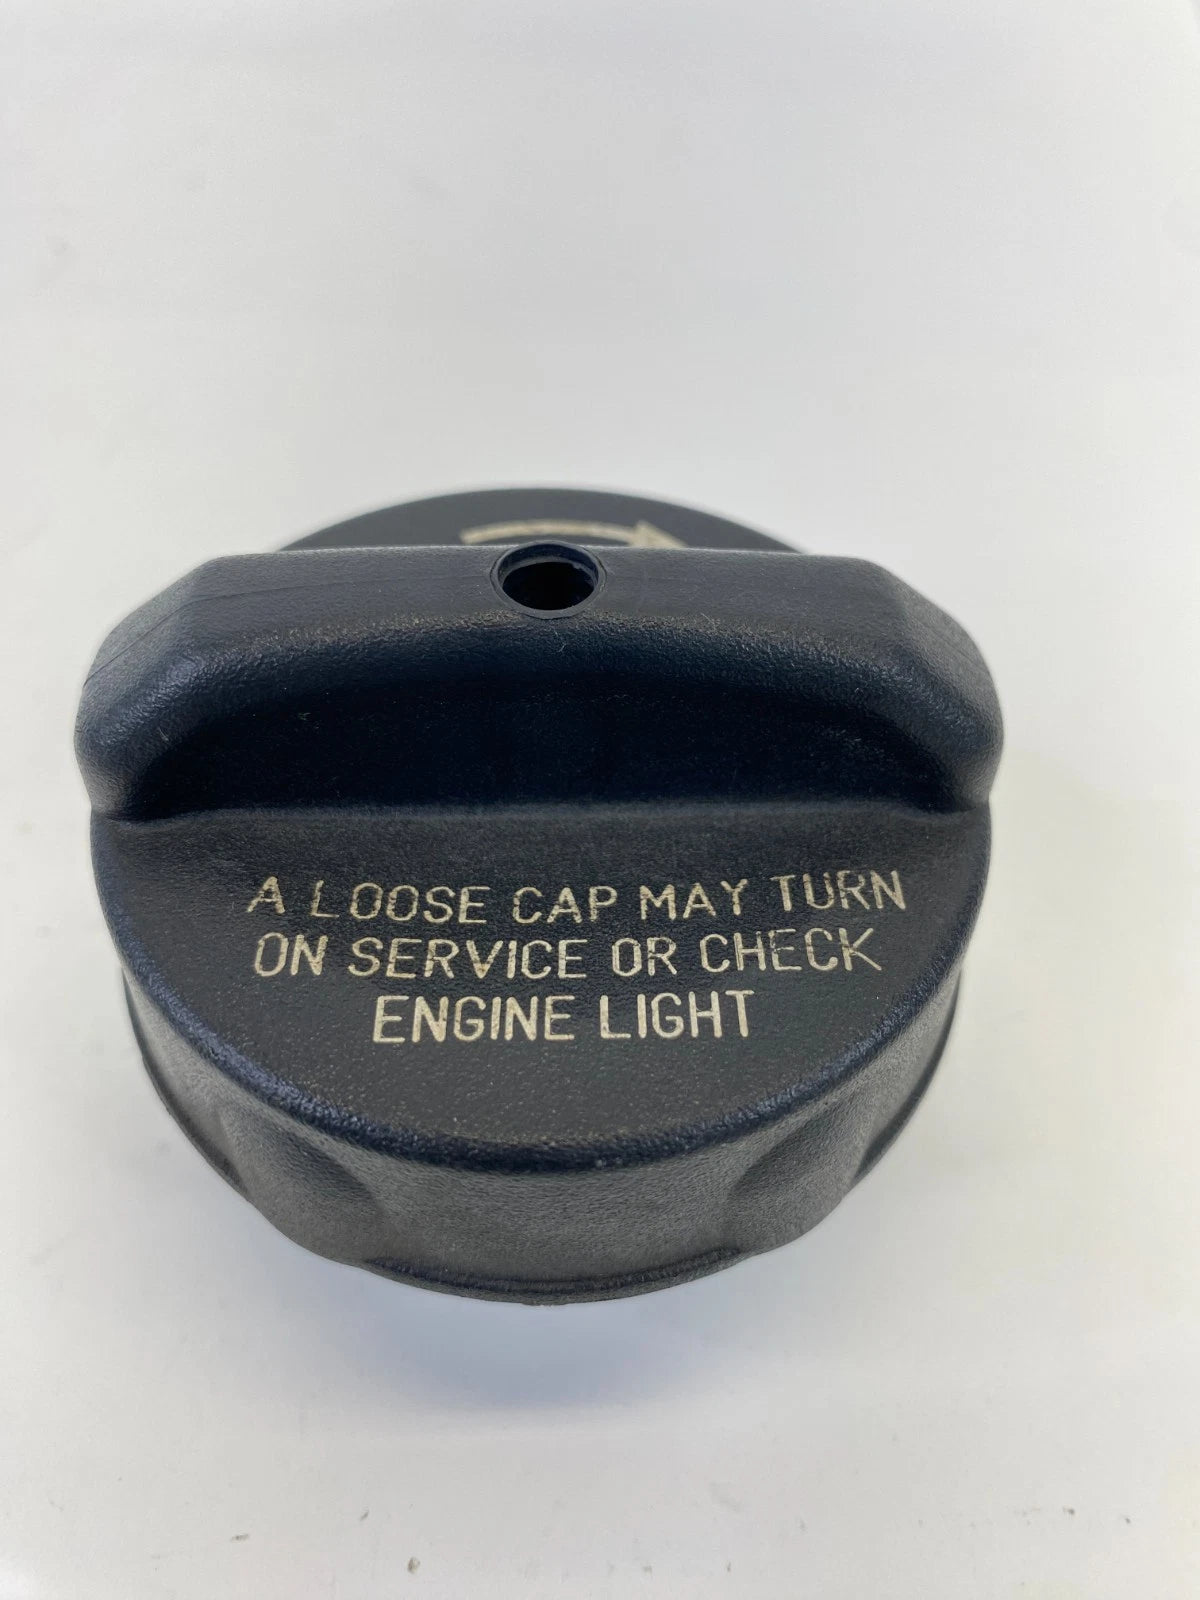 A LOOSE CAP MAY TURN
ON SERVICE OR CHECK
ENGINE LIGHT